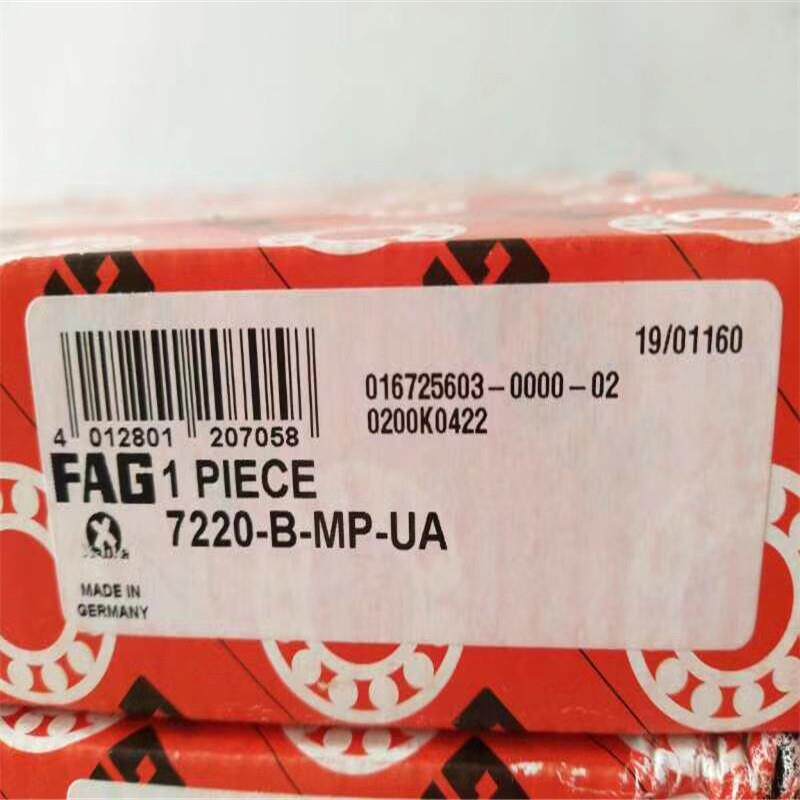 19/01160
016725603-0000-02
0200K0422
4 012801 207058
FAG 1 PIECE
X
7220-B-MP-UA
MADE IN
GERMANY